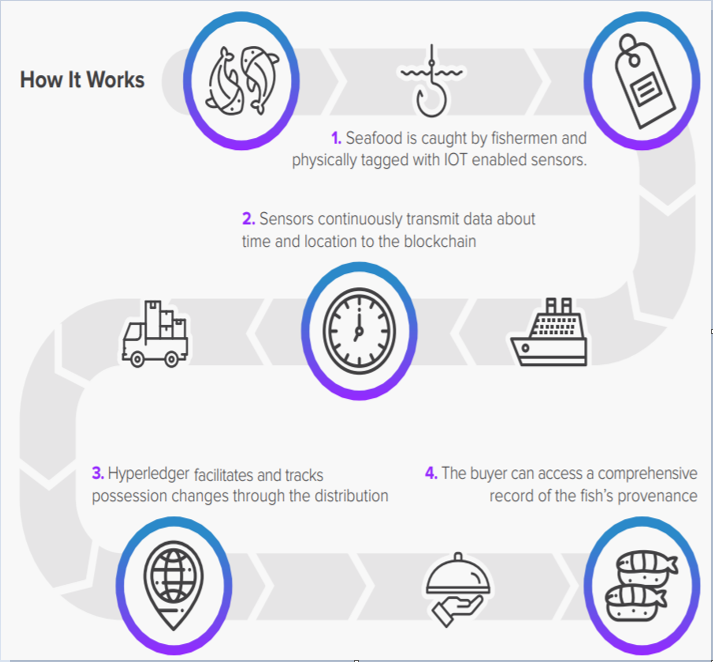 How It Works
1. Seafood is caught by fishermen and
physically tagged with IOT enabled sensors.
2. Sensors continuously transmit data about
time and location to the blockchain
3. Hyperledger facilitates and tracks
possession changes through the distribution
4. The buyer can access a comprehensive
record of the fish's provenance